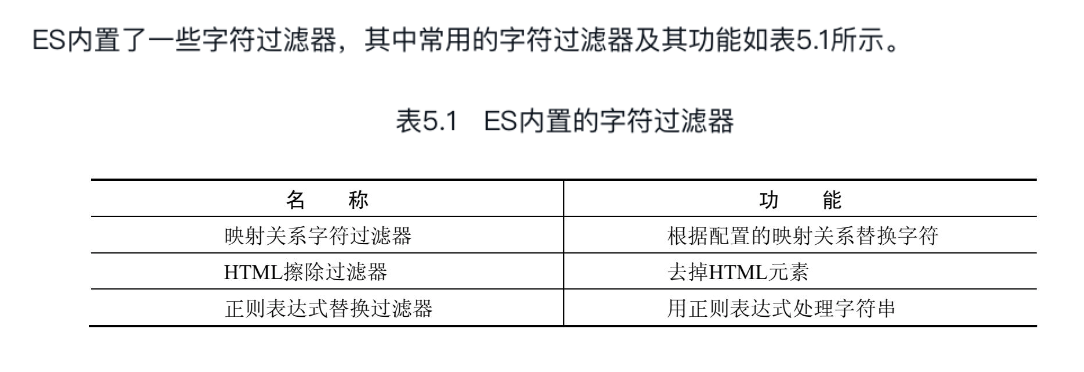 ES内置了一些字符过滤器，其中常用的字符过滤器及其功能如表5.1所示。
表5.1 ES内置的字符过滤器
名 称 功 能
映射关系字符过滤器 根据配置的映射关系替换字符
HTML擦除过滤器 去掉HTML元素
正则表达式替换过滤器 用正则表达式处理字符串